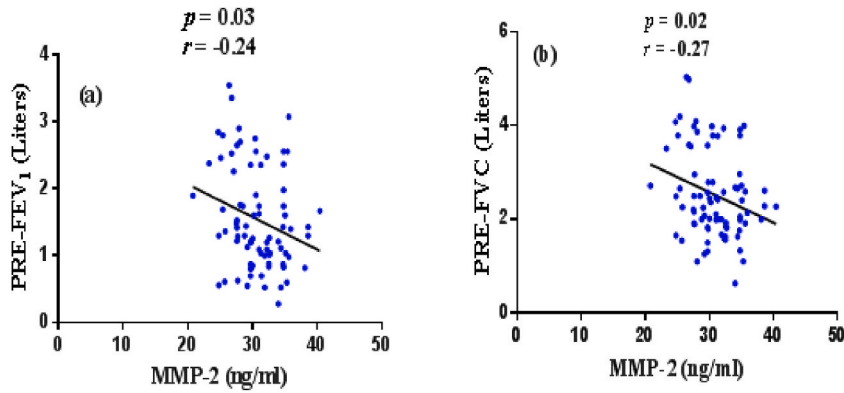 p = 0.03
r = -0.24
(a)
PRE-FEV1 (Liters)
4
3
2
1
0
0 10 20 30 40 50
MMP-2 (ng/ml)
p = 0.02
r = -0.27
(b)
PRE-FVC (Liters)
6
4
2
0
0 10 20 30 40 50
MMP-2 (ng/ml)